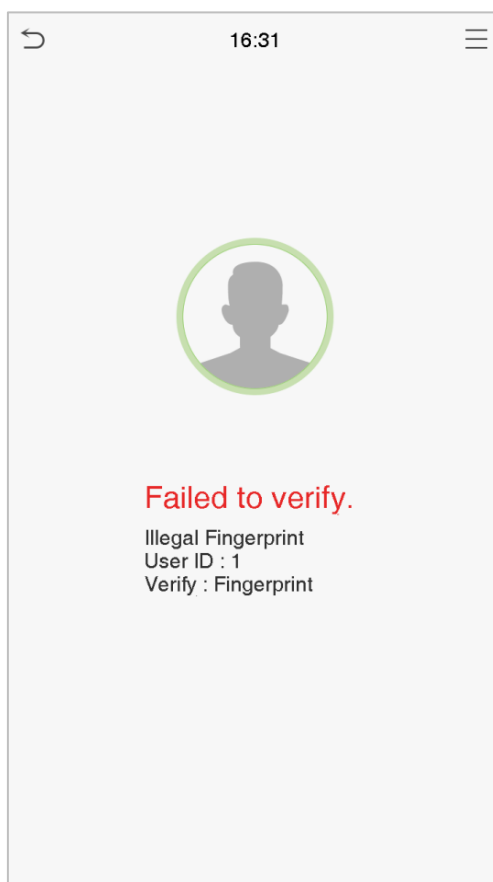 16:31
Failed to verify.
Illegal Fingerprint
User ID : 1
Verify : Fingerprint